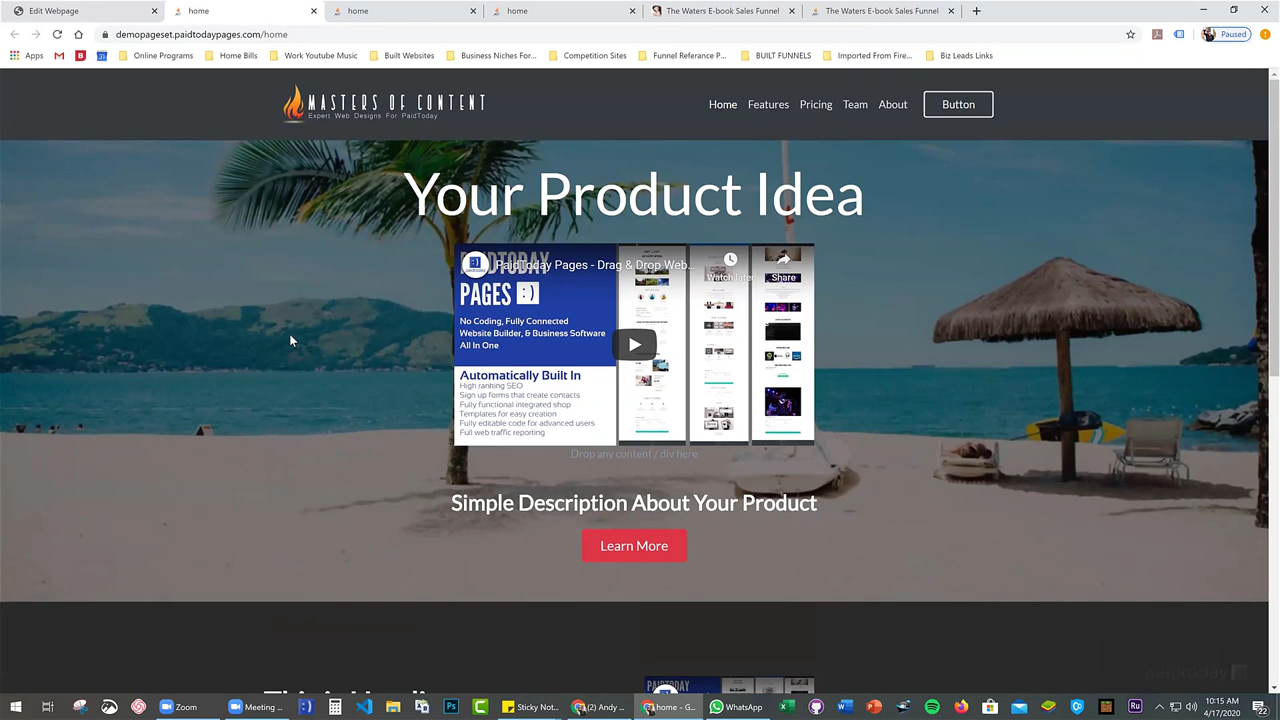 Edit Webpage
home
home
home
The Waters E-book Sales Funnel
The Waters E-book Sales Funnel
demopageset.paidtodaypages.com/home
Paused
Apps
Online Programs
Home Bills
Work Youtube Music
Built Websites
Business Niches For...
Competition Sites
Funnel Referance P...
BUILT FUNNELS
Imported From Fire...
Biz Leads Links
MASTERS OF CONTENT
Expert Web Designs For PaidToday
Home
Features
Pricing
Team
About
Button
Your Product Idea
PaidToday Pages - Drag & Drop Web...
Watch later
Share
PAIDTODAY
PAGES :)
No Coding, Fully Connected
Website Builder, & Business Software
All In One
Automatically Built In
High ranking SEO
Sign up forms that create contacts
Fully functional integrated shop
Templates for easy creation
Fully editable code for advanced users
Full web traffic reporting
Drop any content / div here
Simple Description About Your Product
Learn More
PAIDTODAY
paidtoday
Zoom
Meeting ...
Sticky Not...
(2) Andy ...
home - G...
WhatsApp
10:15 AM
4/17/2020